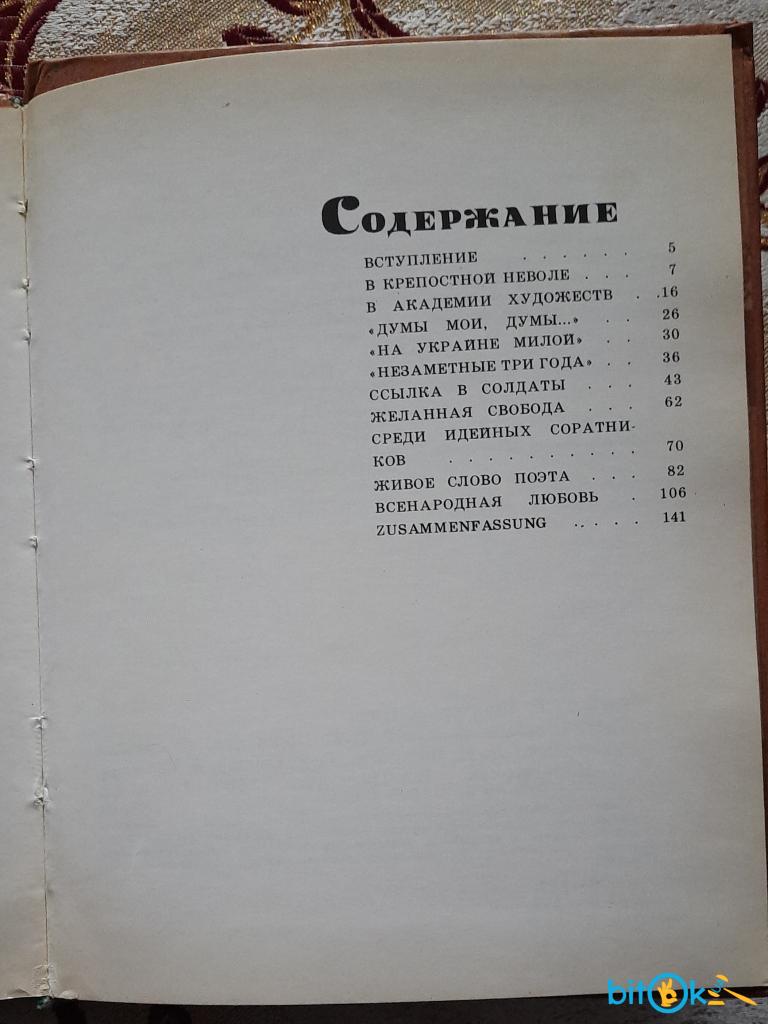 Содержание
ВСТУПЛЕНИЕ . . . . . . 5
В КРЕПОСТНОЙ НЕВОЛЕ . . . 7
В АКАДЕМИИ ХУДОЖЕСТВ . . 16
«ДУМЫ МОИ, ДУМЫ...» . . 26
«НА УКРАЙНЕ МИЛОЙ» . . 30
«НЕЗАМЕТНЫЕ ТРИ ГОДА» . . 36
ССЫЛКА В СОЛДАТЫ . . . 43
ЖЕЛАННАЯ СВОБОДА . . . 62
СРЕДИ ИДЕЙНЫХ СОРАТНИ-
КОВ . . . . . . . . . . 70
ЖИВОЕ СЛОВО ПОЭТА . . . 82
ВСЕНАРОДНАЯ ЛЮБОВЬ . 106
ZUSAMMENFASSUNG . . . . . 141
bitOk